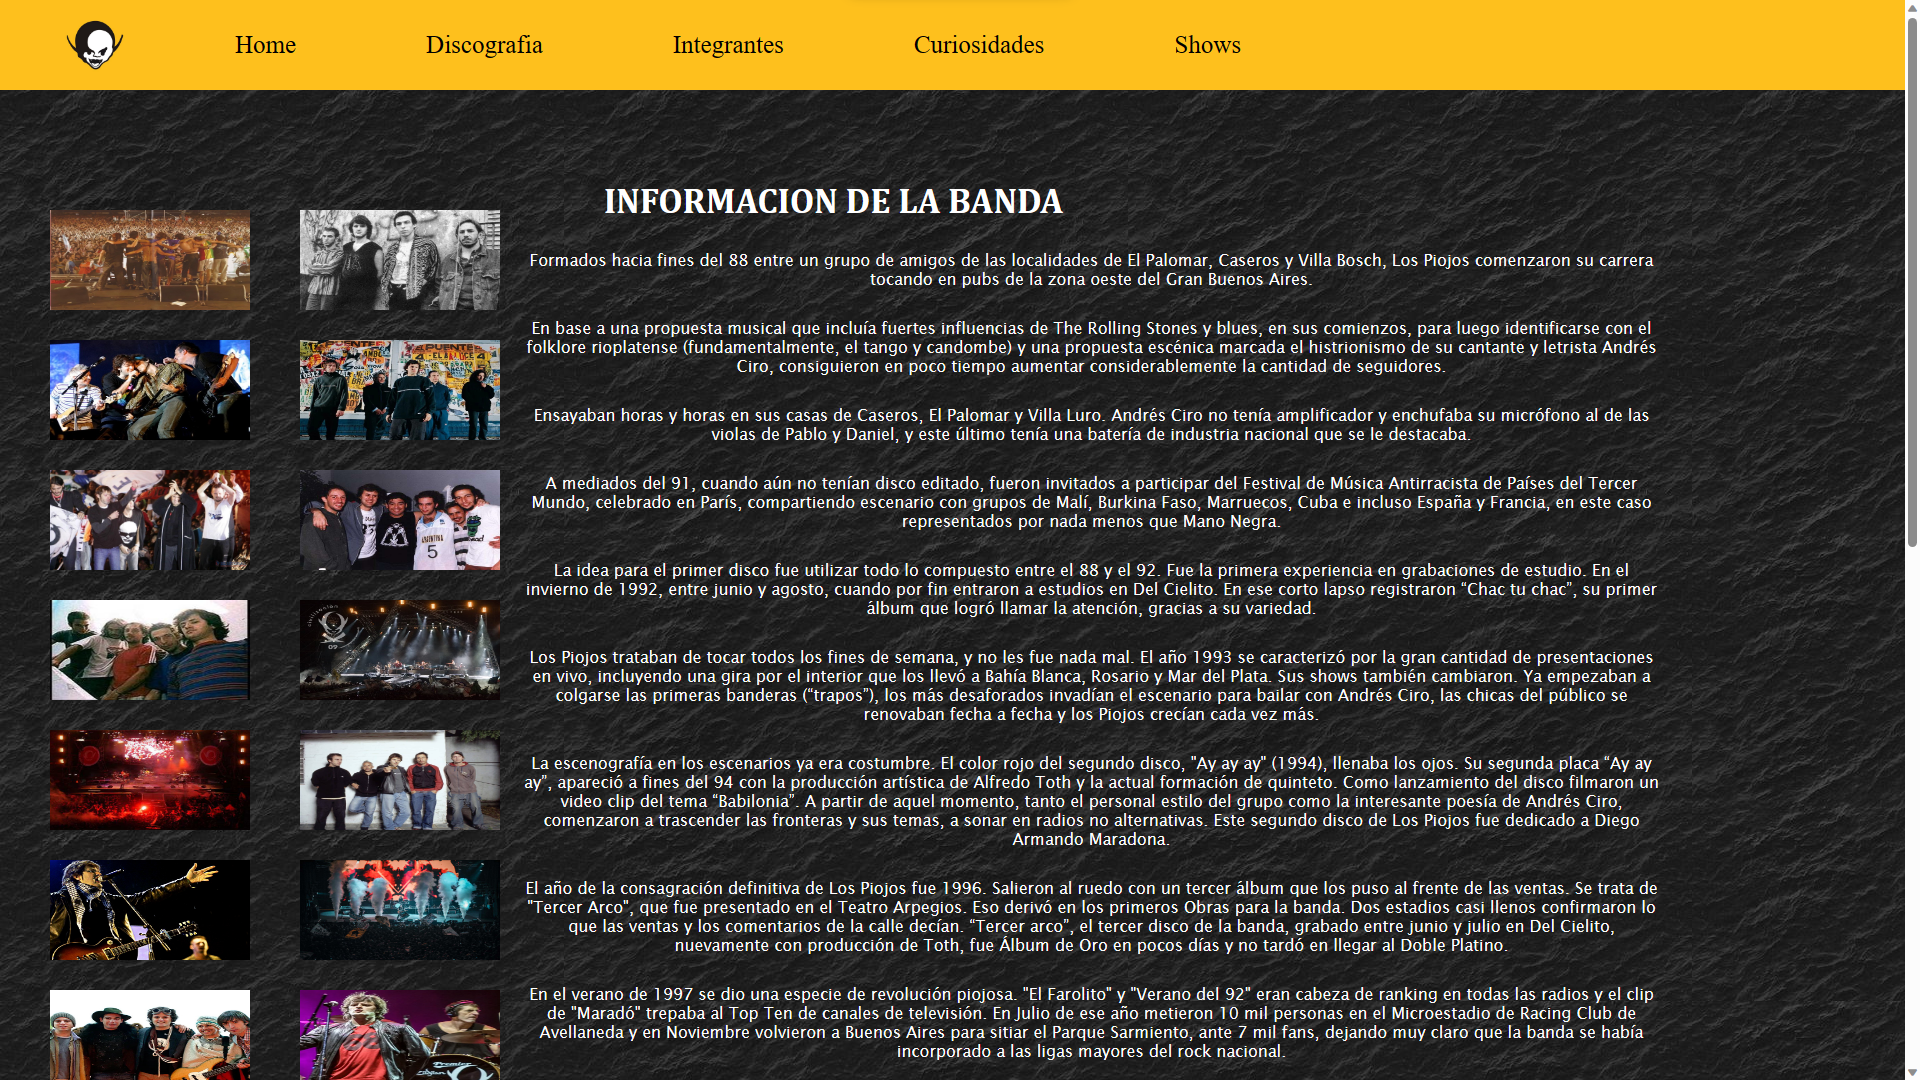 Home
Discografia
Integrantes
Curiosidades
Shows
INFORMACION DE LA BANDA
Formados hacia fines del 88 entre un grupo de amigos de las localidades de El Palomar, Caseros y Villa Bosch, Los Piojos comenzaron su carrera
tocando en pubs de la zona oeste del Gran Buenos Aires.
En base a una propuesta musical que incluía fuertes influencias de The Rolling Stones y blues, en sus comienzos, para luego identificarse con el
folklore rioplatense (fundamentalmente, el tango y candombe) y una propuesta escénica marcada el histrionismo de su cantante y letrista Andrés
Ciro, consiguieron en poco tiempo aumentar considerablemente la cantidad de seguidores.
Ensayaban horas y horas en sus casas de Caseros, El Palomar y Villa Luro. Andrés Ciro no tenía amplificador y enchufaba su micrófono al de las
violas de Pablo y Daniel, y este último tenía una batería de industria nacional que se le destacaba.
A mediados del 91, cuando aún no tenían disco editado, fueron invitados a participar del Festival de Música Antirracista de Países del Tercer
Mundo, celebrado en París, compartiendo escenario con grupos de Malí, Burkina Faso, Marruecos, Cuba e incluso España y Francia, en este caso
representados por nada menos que Mano Negra.
La idea para el primer disco fue utilizar todo lo compuesto entre el 88 y el 92. Fue la primera experiencia en grabaciones de estudio. En el
invierno de 1992, entre junio y agosto, cuando por fin entraron a estudios en Del Cielito. En ese corto lapso registraron “Chac tu chac”, su primer
álbum que logró llamar la atención, gracias a su variedad.
Los Piojos trataban de tocar todos los fines de semana, y no les fue nada mal. El año 1993 se caracterizó por la gran cantidad de presentaciones
en vivo, incluyendo una gira por el interior que los llevó a Bahía Blanca, Rosario y Mar del Plata. Sus shows también cambiaron. Ya empezaban a
colgarse las primeras banderas (“trapos”), los más desaforados invadían el escenario para bailar con Andrés Ciro, las chicas del público se
renovaban fecha a fecha y los Piojos crecían cada vez más.
La escenografía en los escenarios ya era costumbre. El color rojo del segundo disco, "Ay ay ay" (1994), llenaba los ojos. Su segunda placa “Ay ay
ay”, apareció a fines del 94 con la producción artística de Alfredo Toth y la actual formación de quinteto. Como lanzamiento del disco filmaron un
video clip del tema “Babilonia”. A partir de aquel momento, tanto el personal estilo del grupo como la interesante poesía de Andrés Ciro,
comenzaron a trascender las fronteras y sus temas, a sonar en radios no alternativas. Este segundo disco de Los Piojos fue dedicado a Diego
Armando Maradona.
El año de la consagración definitiva de Los Piojos fue 1996. Salieron al ruedo con un tercer álbum que los puso al frente de las ventas. Se trata de
"Tercer Arco", que fue presentado en el Teatro Arpegios. Eso derivó en los primeros Obras para la banda. Dos estadios casi llenos confirmaron lo
que las ventas y los comentarios de la calle decían. “Tercer arco”, el tercer disco de la banda, grabado entre junio y julio en Del Cielito,
nuevamente con producción de Toth, fue Álbum de Oro en pocos días y no tardó en llegar al Doble Platino.
En el verano de 1997 se dio una especie de revolución piojosa. "El Farolito" y "Verano del 92" eran cabeza de ranking en todas las radios y el clip
de "Maradó" trepaba al Top Ten de canales de televisión. En Julio de ese año metieron 10 mil personas en el Microestadio de Racing Club de
Avellaneda y en Noviembre volvieron a Buenos Aires para sitiar el Parque Sarmiento, ante 7 mil fans, dejando muy claro que la banda se había
incorporado a las ligas mayores del rock nacional.